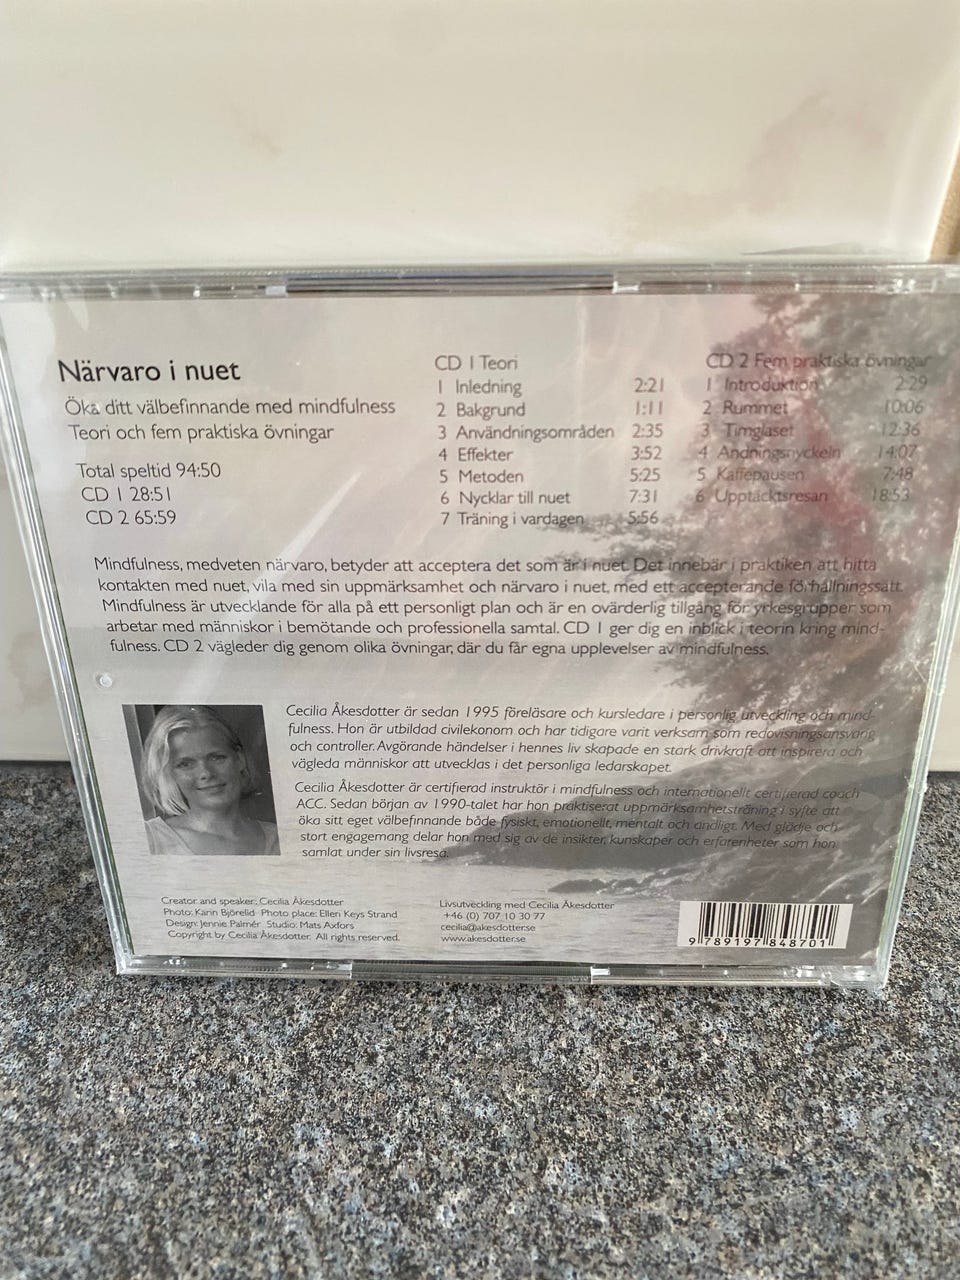 Närvaro i nuet
Öka ditt välbefinnande med mindfulness
Teori och fem praktiska övningar
Total speltid 94:50
CD 1 28:51
CD 2 65:59
CD 1 Teori
1 Inledning 2:21
2 Bakgrund 1:11
3 Användningsområden 2:35
4 Effekter 3:52
5 Metoden 5:25
6 Nycklar till nuet 7:31
7 Träning i vardagen 5:56
CD 2 Fem praktiska övningar
1 Introduktion 2:29
2 Rummet 10:06
3 Timglaset 12:36
4 Andningsnyckeln 14:07
5 Kaffepausen 7:48
6 Upptäcktsresan 18:53
Mindfulness, medveten närvaro, betyder att acceptera det som är i nuet. Det innebär i praktiken att hitta
kontakten med nuet, vila med sin uppmärksamhet och närvaro i nuet, med ett accepterande förhållningssätt.
Mindfulness är utvecklande för alla på ett personligt plan och är en ovärderlig tillgång för yrkesgrupper som
arbetar med människor i bemötande och professionella samtal. CD 1 ger dig en inblick i teorin kring mind-
fulness. CD 2 vägleder dig genom olika övningar, där du får egna upplevelser av mindfulness.
Cecilia Åkesdotter är sedan 1995 föreläsare och kursledare i personlig utveckling och mind-
fulness. Hon är utbildad civilekonom och har tidigare varit verksam som redovisningsansvarig
och controller. Avgörande händelser i hennes liv skapade en stark drivkraft att inspirera och
vägleda människor att utvecklas i det personliga ledarskapet.
Cecilia Åkesdotter är certifierad instruktör i mindfulness och internationellt certifierad coach
ACC. Sedan början av 1990-talet har hon praktiserat uppmärksamhetsträning i syfte att
öka sitt eget välbefinnande både fysiskt, emotionellt, mentalt och andligt. Med glädje och
stort engagemang delar hon med sig av de insikter, kunskaper och erfarenheter som hon
samlat under sin livsresa.
Creator and speaker: Cecilia Åkesdotter
Photo: Karin Björelid Photo place: Ellen Keys Strand
Design: Jennie Palmér Studio: Mats Axfors
Copyright by Cecilia Åkesdotter. All rights reserved.
Livsutveckling med Cecilia Åkesdotter
+46 (0) 707 10 30 77
cecilia@akesdotter.se
www.akesdotter.se
9 789197 848701